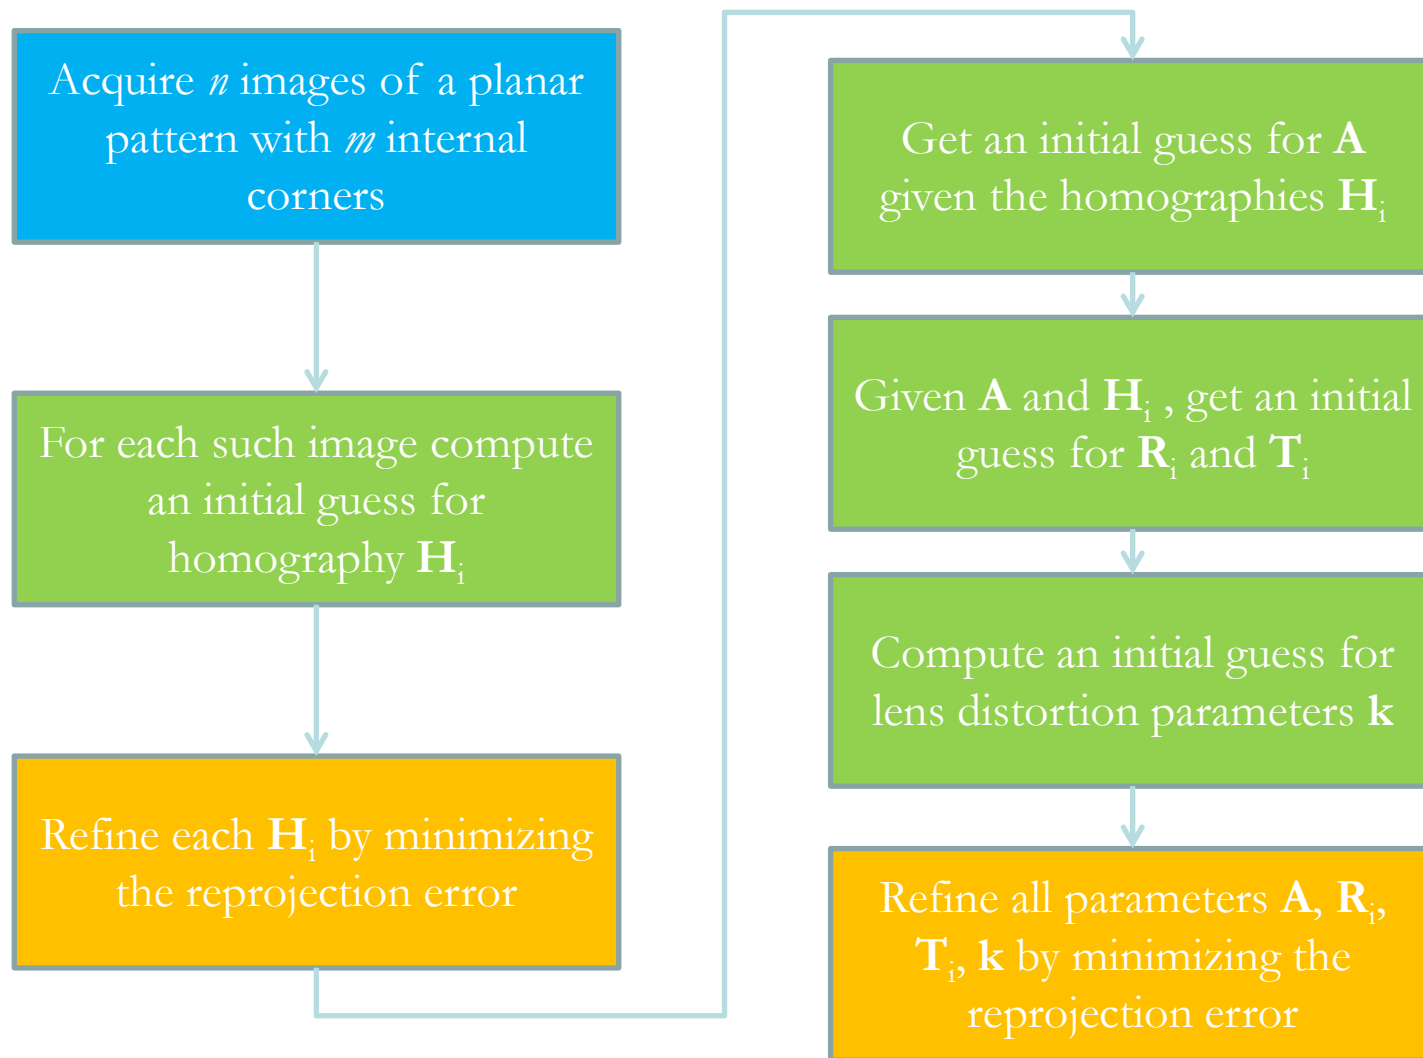 Acquire n images of a planar
pattern with m internal
corners
For each such image compute
an initial guess for
homography Hi
Refine each Hi by minimizing
the reprojection error
Get an initial guess for A
given the homographies Hi
Given A and Hi , get an initial
guess for Ri and Ti
Compute an initial guess for
lens distortion parameters k
Refine all parameters A, Ri,
Ti, k by minimizing the
reprojection error